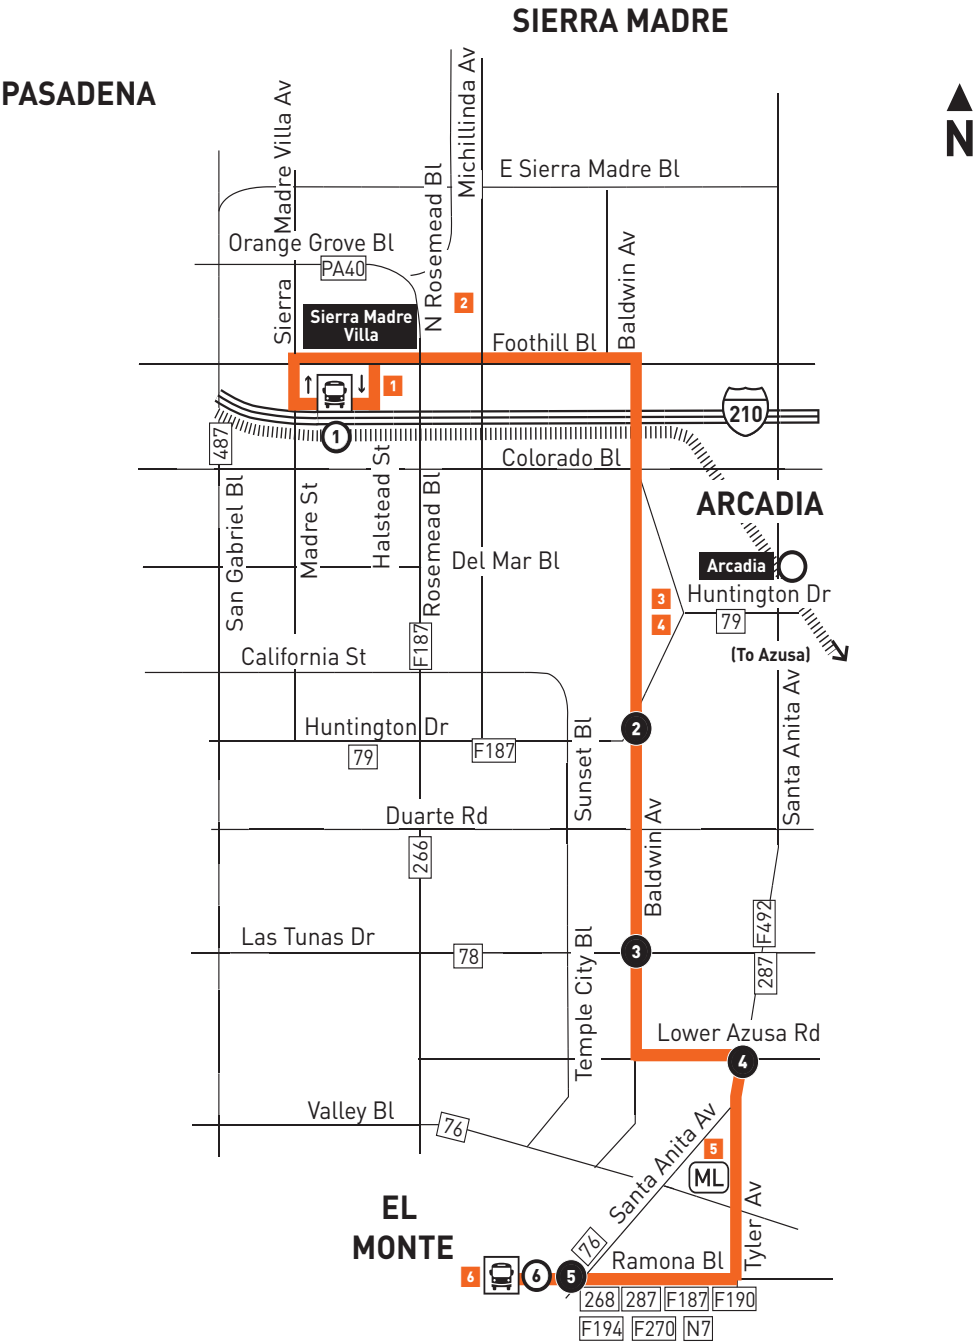 SIERRA MADRE
PASADENA
N
Sierra Madre Villa Av
Michillinda Av
N Rosemead Bl
E Sierra Madre Bl
Baldwin Av
Orange Grove Bl
PA40
2
Sierra Madre
Villa
Foothill Bl
1
210
487
1
Colorado Bl
San Gabriel Bl
Madre St
Halstead St
Rosemead Bl
ARCADIA
Del Mar Bl
Arcadia
3
Huntington Dr
4
79
F187
California St
(To Azusa)
Huntington Dr
79
F187
Sunset Bl
2
Santa Anita Av
Duarte Rd
266
Baldwin Av
F492
Las Tunas Dr
78
3
287
Temple City Bl
Lower Azusa Rd
4
Valley Bl
76
Santa Anita Av
5
ML
EL
MONTE
76
Ramona Bl
Tyler Av
6
6
5
268
287
F187
F190
F194
F270
N7